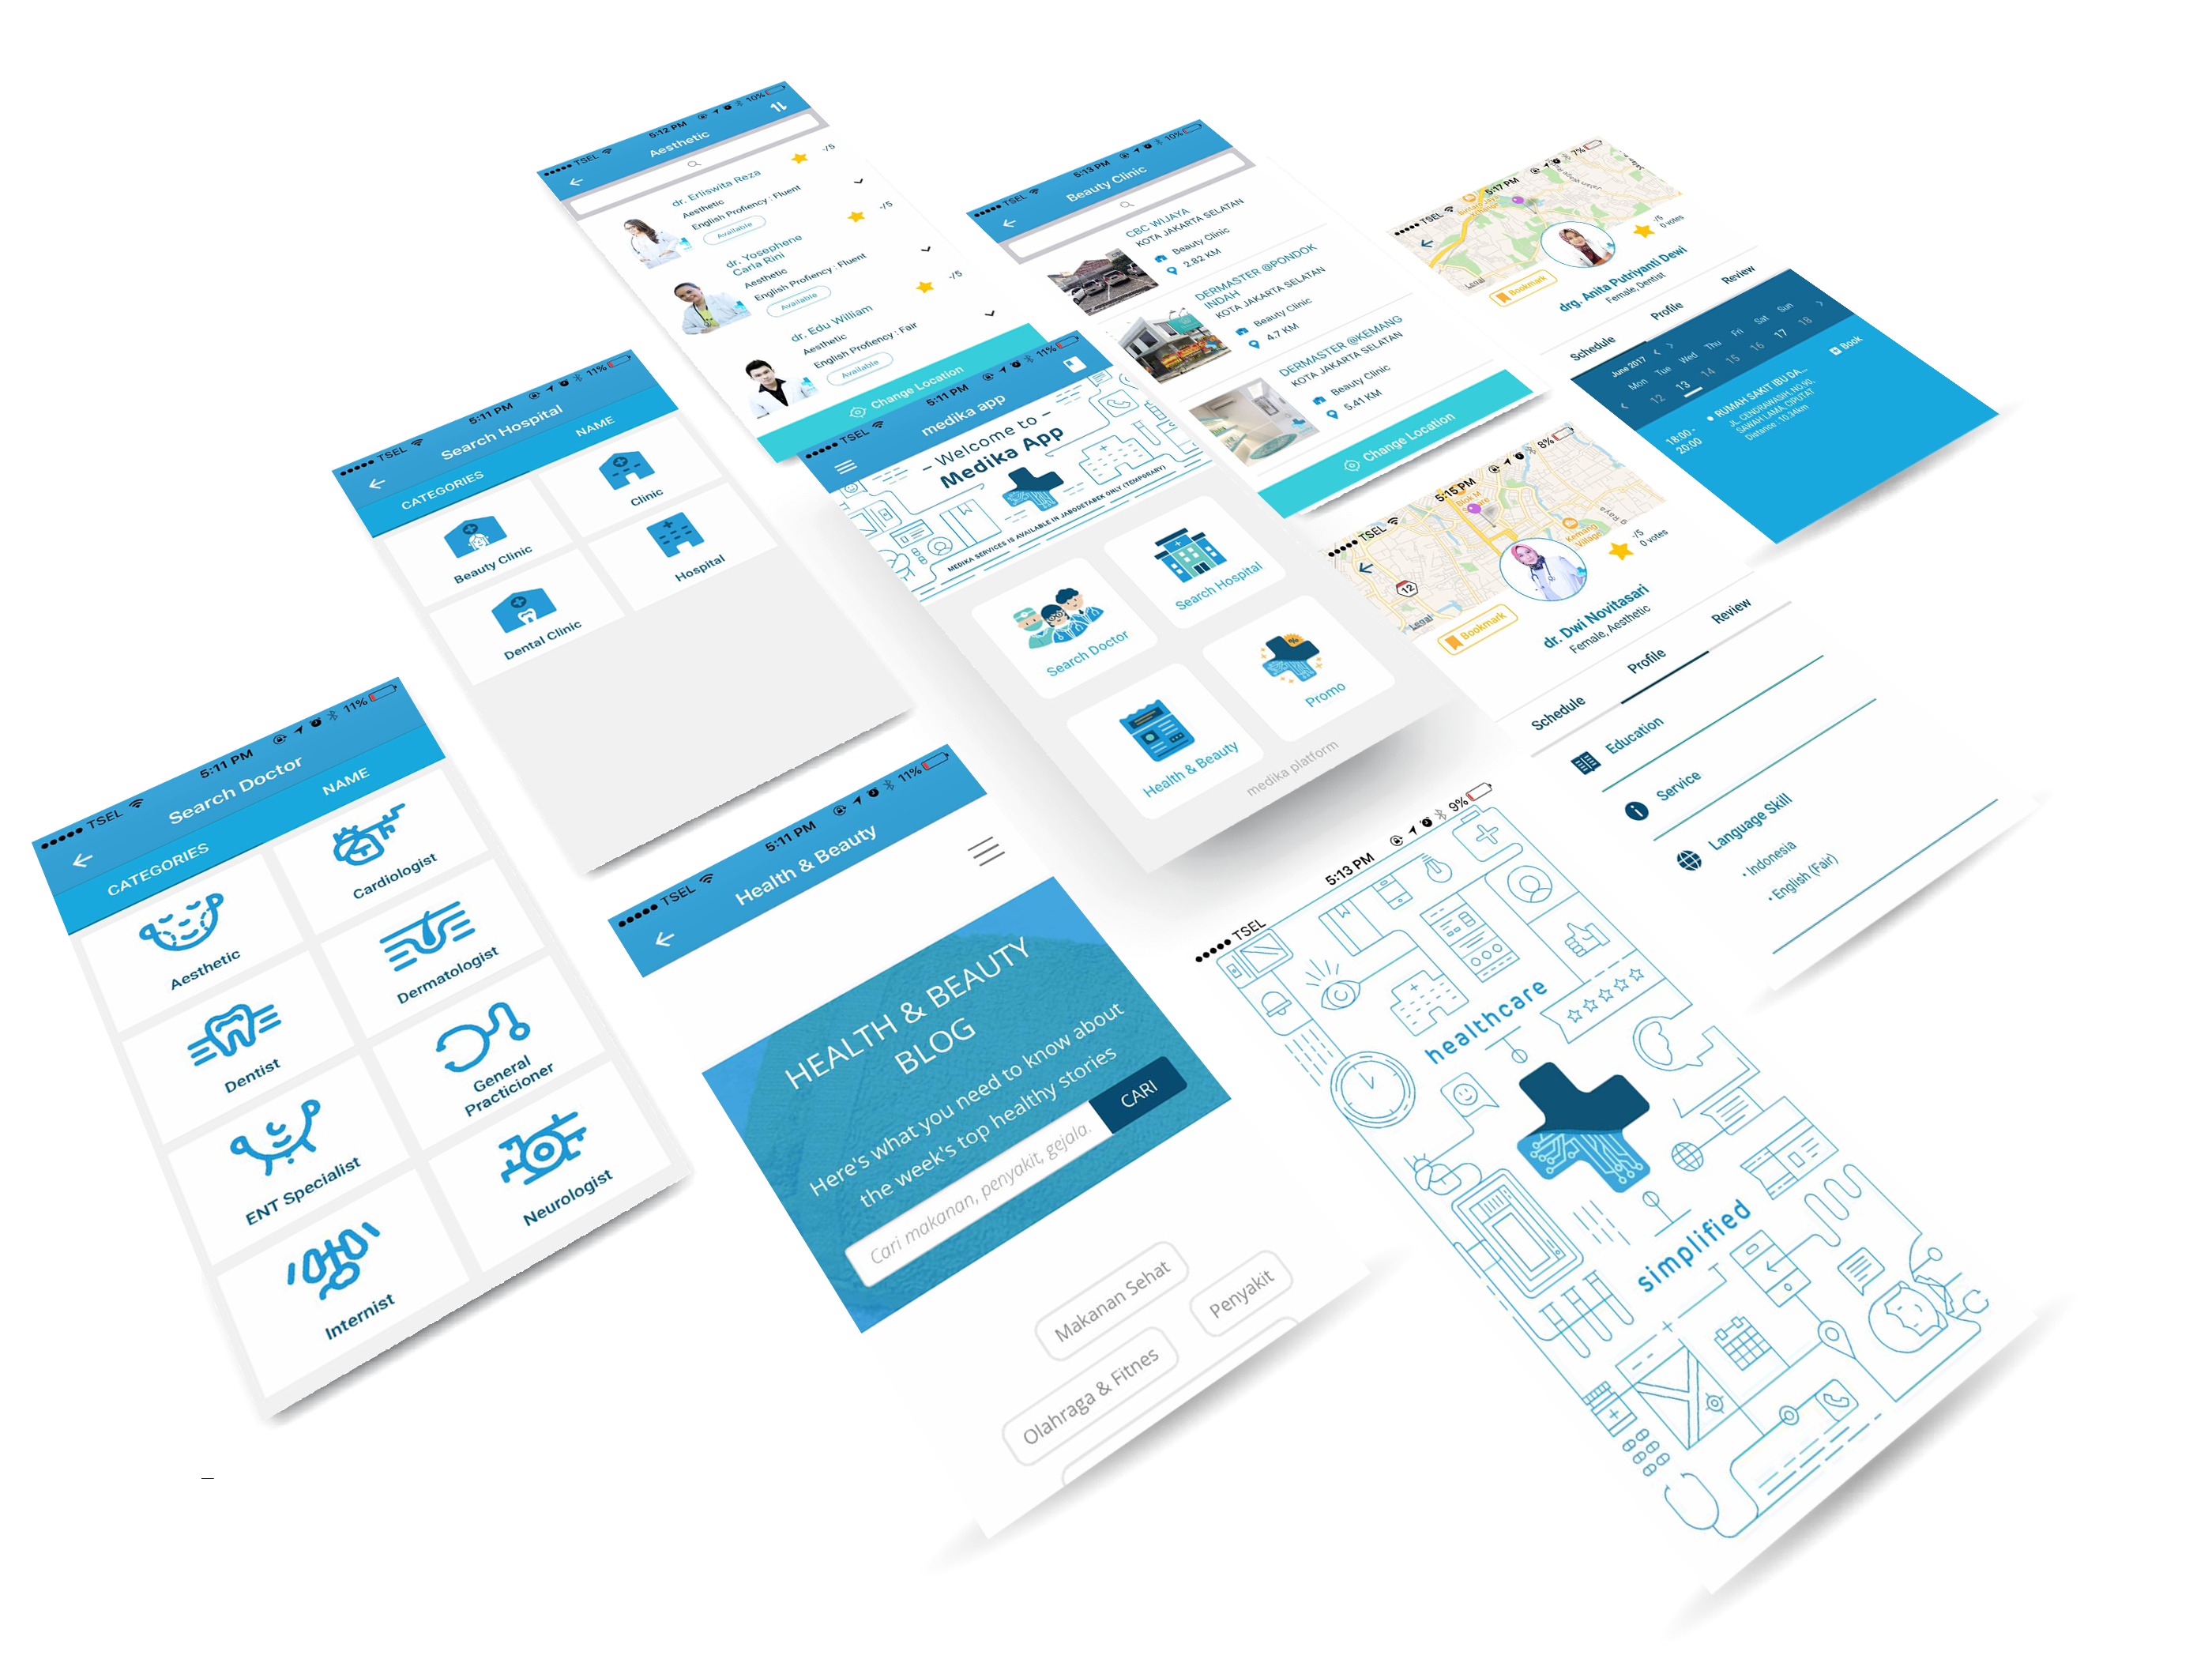 TSEL 5:12 PM 10%
Aesthetic
dr. Erliswita Reza
-/5
Aesthetic
English Profiency : Fluent
Available
dr. Yosephene
Carla Rini
-/5
Aesthetic
English Profiency : Fluent
Available
dr. Edu William
-/5
Aesthetic
English Profiency : Fair
Available
Change Location
TSEL 5:13 PM 10%
Beauty Clinic
CBC WIJAYA
KOTA JAKARTA SELATAN
Beauty Clinic
2.82 KM
DERMASTER @PONDOK
INDAH
KOTA JAKARTA SELATAN
Beauty Clinic
4.7 KM
DERMASTER @KEMANG
KOTA JAKARTA SELATAN
Beauty Clinic
5.41 KM
Change Location
TSEL 5:17 PM 7%
Legal
Bookmark
-/5
0 votes
drg. Anita Putriyanti Dewi
Female, Dentist
Schedule Profile Review
June 2017
Mon Tue Wed Thu Fri Sat Sun
12 13 14 15 16 17 18
18:00 -
20:00
RUMAH SAKIT IBU DA...
JL. CENDRAWASIH NO.90,
SAWAH LAMA, CIPUTAT
Distance : 10.34km
Book
TSEL 5:11 PM 11%
Search Hospital
CATEGORIES NAME
Beauty Clinic
Clinic
Dental Clinic
Hospital
TSEL 5:11 PM 11%
medika app
- Welcome to -
Medika App
MEDIKA SERVICES IS AVAILABLE IN JABODETABEK ONLY (TEMPORARY)
Search Doctor
Search Hospital
Health & Beauty
Promo
medika platform
TSEL 5:15 PM 8%
Blok M
Kemang
Village
12
Legal
Bookmark
-/5
0 votes
dr. Dwi Novitasari
Female, Aesthetic
Schedule Profile Review
Education
Service
Language Skill
• Indonesia
• English (Fair)
TSEL 5:11 PM 11%
Search Doctor
CATEGORIES NAME
Aesthetic
Cardiologist
Dentist
Dermatologist
ENT Specialist
General
Practicioner
Internist
Neurologist
TSEL 5:11 PM 11%
Health & Beauty
HEALTH & BEAUTY
BLOG
Here's what you need to know about
the week's top healthy stories
Cari makanan, penyakit, gejala.
CARI
Makanan Sehat
Penyakit
Olahraga & Fitnes
TSEL 5:13 PM 9%
healthcare
simplified